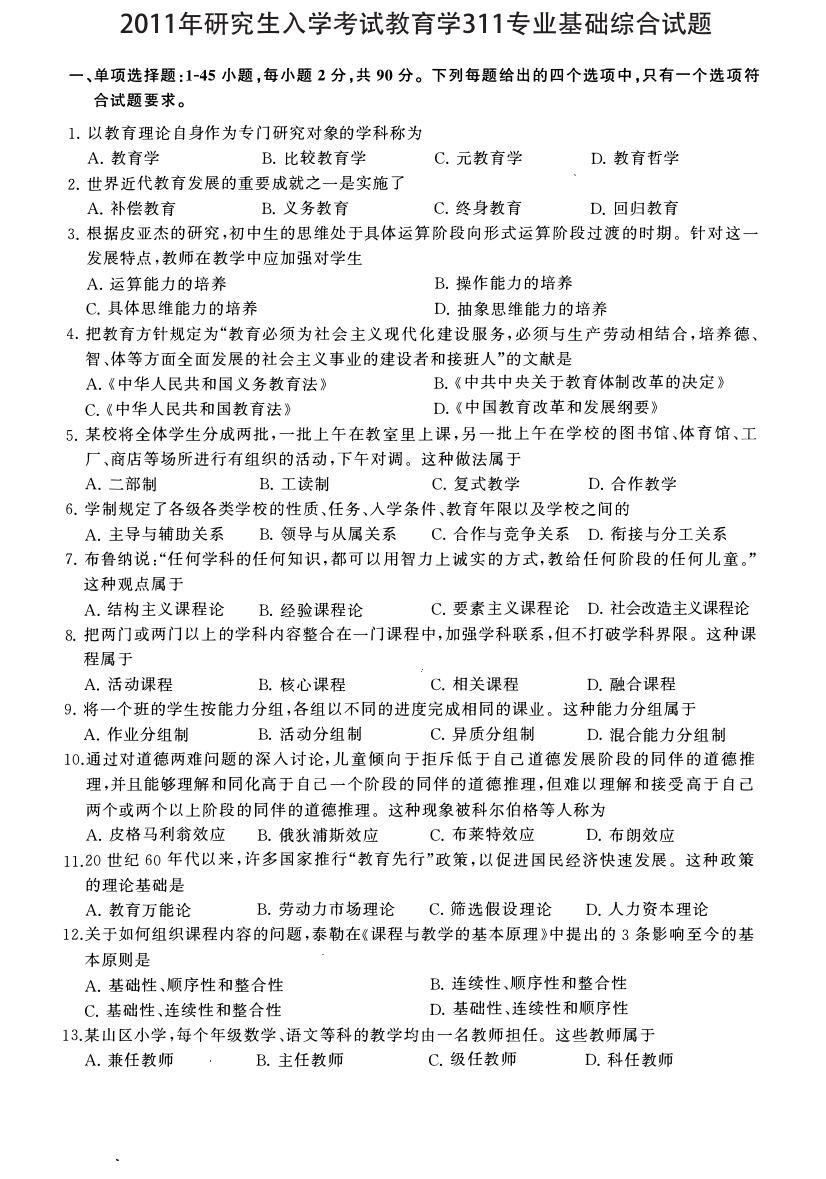 2011年研究生入学考试教育学311专业基础综合试题
一、单项选择题:1-45 小题,每小题 2 分,共 90 分。下列每题给出的四个选项中,只有一个选项符
合试题要求。
1. 以教育理论自身作为专门研究对象的学科称为
A. 教育学 B. 比较教育学 C. 元教育学 D. 教育哲学
2. 世界近代教育发展的重要成就之一是实施了
A. 补偿教育 B. 义务教育 C. 终身教育 D. 回归教育
3. 根据皮亚杰的研究,初中生的思维处于具体运算阶段向形式运算阶段过渡的时期。针对这一
发展特点,教师在教学中应加强对学生
A. 运算能力的培养 B. 操作能力的培养
C. 具体思维能力的培养 D. 抽象思维能力的培养
4. 把教育方针规定为“教育必须为社会主义现代化建设服务,必须与生产劳动相结合,培养德、
智、体等方面全面发展的社会主义事业的建设者和接班人”的文献是
A.《中华人民共和国义务教育法》 B.《中共中央关于教育体制改革的决定》
C.《中华人民共和国教育法》 D.《中国教育改革和发展纲要》
5. 某校将全体学生分成两批,一批上午在教室里上课,另一批上午在学校的图书馆、体育馆、工
厂、商店等场所进行有组织的活动,下午对调。这种做法属于
A. 二部制 B. 工读制 C. 复式教学 D. 合作教学
6. 学制规定了各级各类学校的性质、任务、入学条件、教育年限以及学校之间的
A. 主导与辅助关系 B. 领导与从属关系 C. 合作与竞争关系 D. 衔接与分工关系
7. 布鲁纳说:“任何学科的任何知识,都可以用智力上诚实的方式,教给任何阶段的任何儿童。”
这种观点属于
A. 结构主义课程论 B. 经验课程论 C. 要素主义课程论 D. 社会改造主义课程论
8. 把两门或两门以上的学科内容整合在一门课程中,加强学科联系,但不打破学科界限。这种课
程属于
A. 活动课程 B. 核心课程 C. 相关课程 D. 融合课程
9. 将一个班的学生按能力分组,各组以不同的进度完成相同的课业。这种能力分组属于
A. 作业分组制 B. 活动分组制 C. 异质分组制 D. 混合能力分组制
10.通过对道德两难问题的深入讨论,儿童倾向于拒斥低于自己道德发展阶段的同伴的道德推
理,并且能够理解和同化高于自己一个阶段的同伴的道德推理,但难以理解和接受高于自己
两个或两个以上阶段的同伴的道德推理。这种现象被科尔伯格等人称为
A. 皮格马利翁效应 B. 俄狄浦斯效应 C. 布莱特效应 D. 布朗效应
11.20 世纪 60 年代以来,许多国家推行“教育先行”政策,以促进国民经济快速发展。这种政策
的理论基础是
A. 教育万能论 B. 劳动力市场理论 C. 筛选假设理论 D. 人力资本理论
12.关于如何组织课程内容的问题,泰勒在《课程与教学的基本原理》中提出的 3 条影响至今的基
本原则是
A. 基础性、顺序性和整合性 B. 连续性、顺序性和整合性
C. 基础性、连续性和整合性 D. 基础性、连续性和顺序性
13.某山区小学,每个年级数学、语文等科的教学均由一名教师担任。这些教师属于
A. 兼任教师 B. 主任教师 C. 级任教师 D. 科任教师